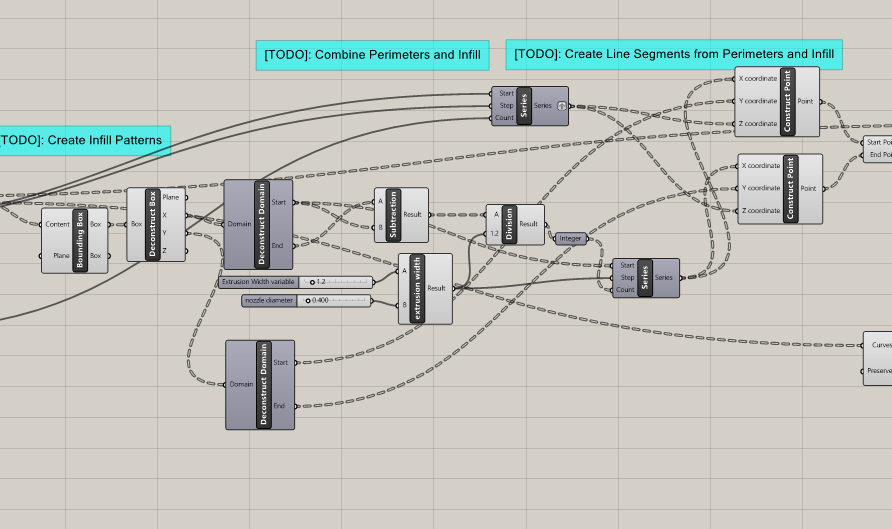 [TODO]: Combine Perimeters and Infill
[TODO]: Create Line Segments from Perimeters and Infill
TODO]: Create Infill Patterns
Start
Step
Count
Series
Series
X coordinate
Y coordinate
Z coordinate
Construct Point
Point
Start Poi
End Poin
X coordinate
Y coordinate
Z coordinate
Construct Point
Point
Content
Plane
Bounding Box
Box
Box
Box
Deconstruct Box
Plane
X
Y
Z
Domain
Deconstruct Domain
Start
End
A
B
Subtraction
Result
A
1.2
Division
Result
Integer
Extrusion Width variable
1.2
nozzle diameter
0.400
A
B
extrusion width
Result
Start
Step
Count
Series
Series
Domain
Deconstruct Domain
Start
End
Curves
Preserve